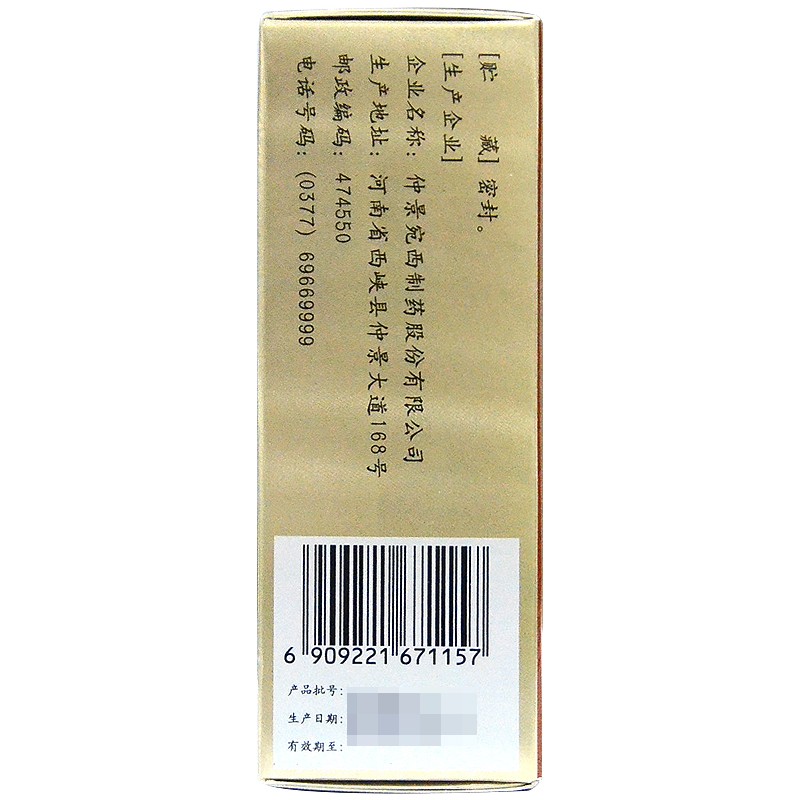 [贮 藏] 密封。
[生产企业]
企业名称: 仲景宛西制药股份有限公司
生产地址: 河南省西峡县仲景大道168号
邮政编码: 474550
电话号码: (0377) 69669999
6 909221 671157
产品批号:
生产日期:
有效期至: